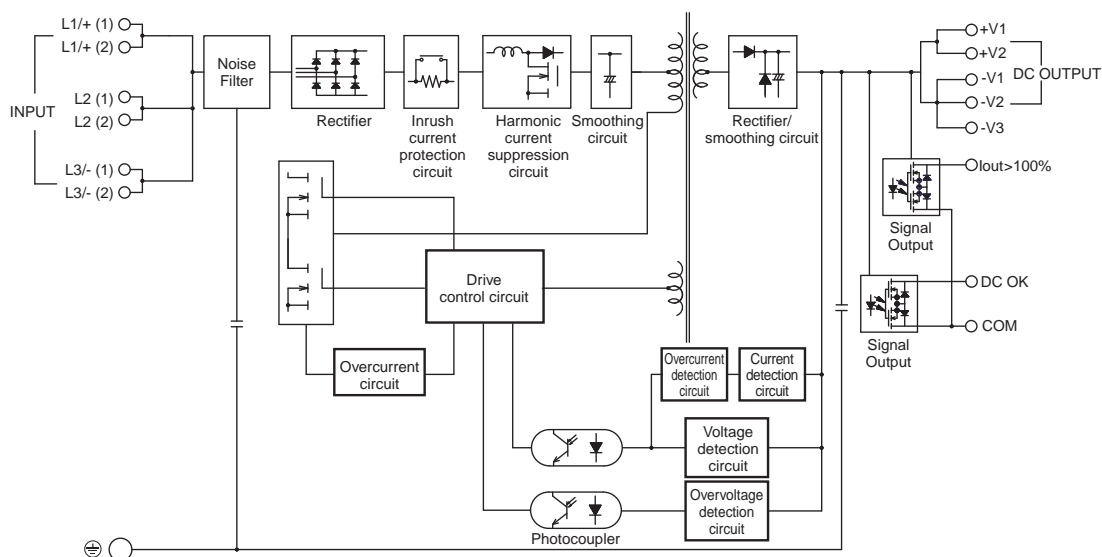 L1/+ (1)
L1/+ (2)
INPUT
L2 (1)
L2 (2)
L3/- (1)
L3/- (2)
Noise
Filter
Rectifier
Inrush
current
protection
circuit
Harmonic
current
suppression
circuit
Smoothing
circuit
Rectifier/
smoothing circuit
+V1
+V2
-V1
DC OUTPUT
-V2
-V3
Iout>100%
Signal
Output
DC OK
COM
Signal
Output
Drive
control circuit
Overcurrent
circuit
Overcurrent
detection
circuit
Current
detection
circuit
Voltage
detection
circuit
Overvoltage
detection
circuit
Photocoupler